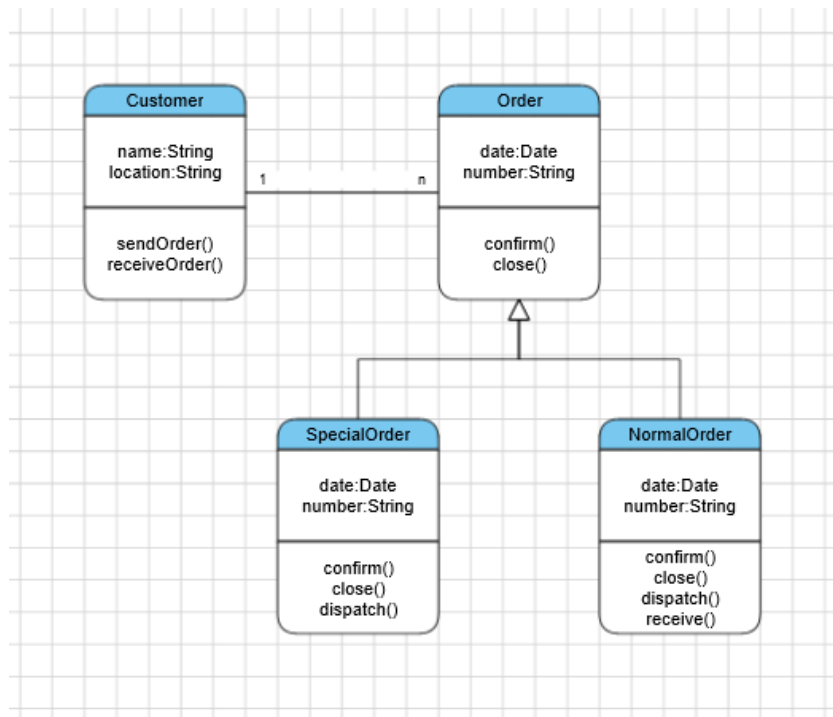 Customer
name:String
location:String
sendOrder()
receiveOrder()
1
n
Order
date:Date
number:String
confirm()
close()
SpecialOrder
date:Date
number:String
confirm()
close()
dispatch()
NormalOrder
date:Date
number:String
confirm()
close()
dispatch()
receive()